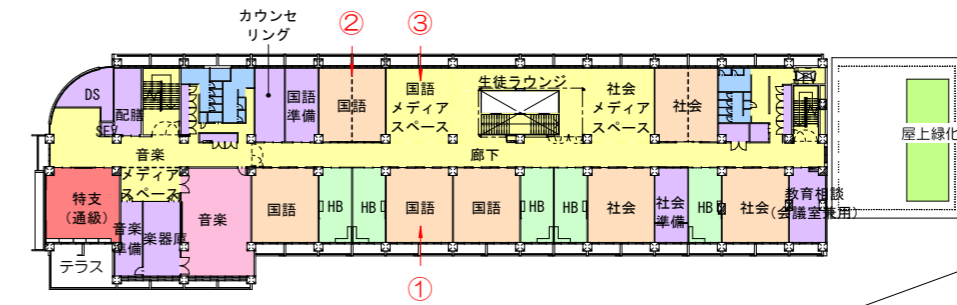 カウンセ
リング
②
③
DS
配膳
SEV
国語
準備
国語
国語
メディア
スペース
生徒ラウンジ
社会
メディア
スペース
社会
屋上緑化
音楽
メディア
スペース
廊下
特支
(通級)
音楽
準備
楽器庫
音楽
国語
HB
HB
国語
国語
HB
HB
社会
社会
準備
HB
社会
教育相談
(会議室兼用)
テラス
①